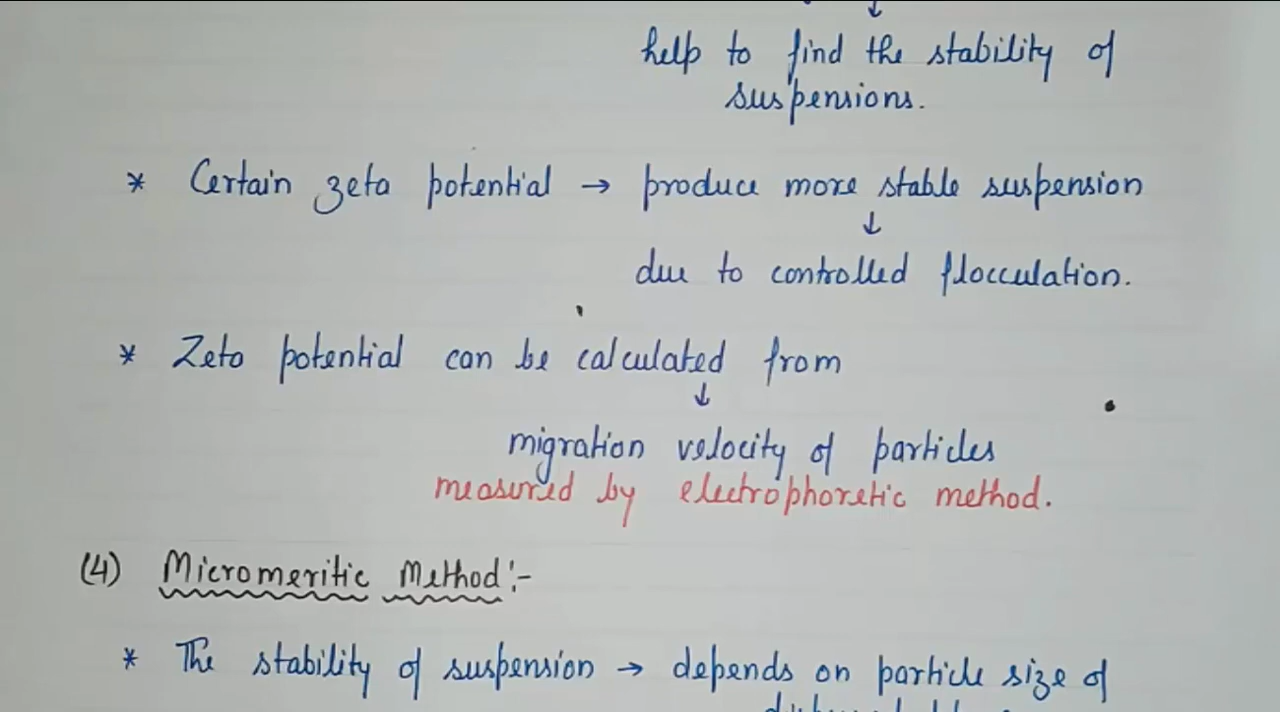 ↓
help to find the stability of
suspensions.
* Certain zeta potential → produce more stable suspension
↓
due to controlled flocculation.
* Zeto potential can be calculated from
↓
migration velocity of particles
measured by electrophoretic method.
(4) Micromeritic Method :-
* The stability of suspension → depends on particle size of